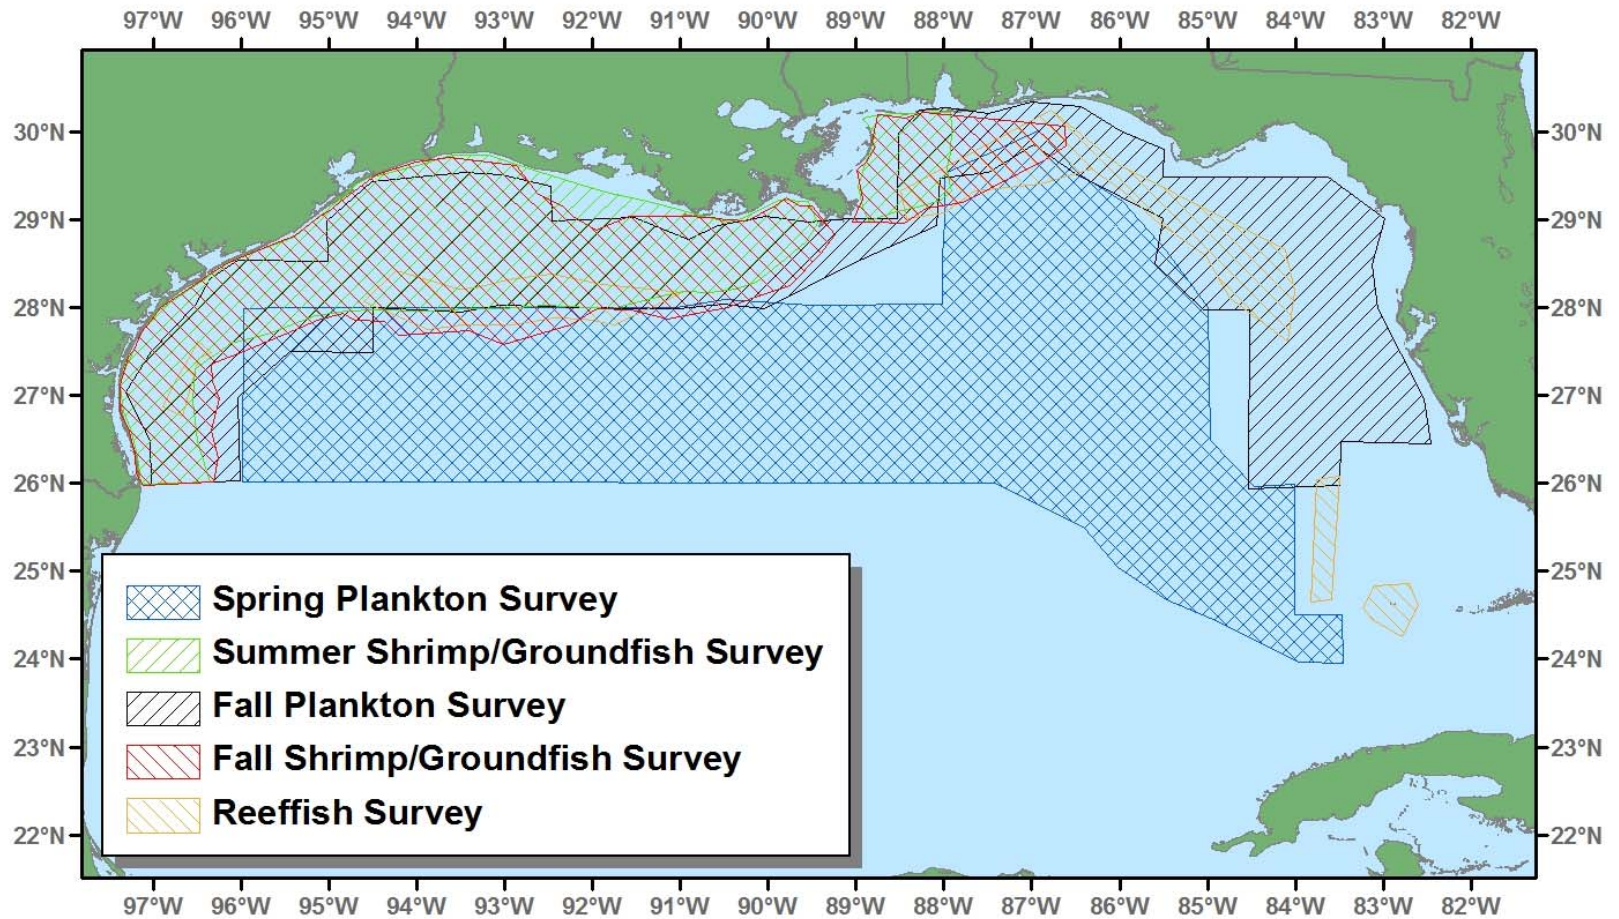 97°W 96°W 95°W 94°W 93°W 92°W 91°W 90°W 89°W 88°W 87°W 86°W 85°W 84°W 83°W 82°W
30°N 30°N
29°N 29°N
28°N 28°N
27°N 27°N
26°N 26°N
25°N 25°N
Spring Plankton Survey
Summer Shrimp/Groundfish Survey
24°N 24°N
Fall Plankton Survey
23°N 23°N
Fall Shrimp/Groundfish Survey
Reeffish Survey
22°N 22°N
97°W 96°W 95°W 94°W 93°W 92°W 91°W 90°W 89°W 88°W 87°W 86°W 85°W 84°W 83°W 82°W